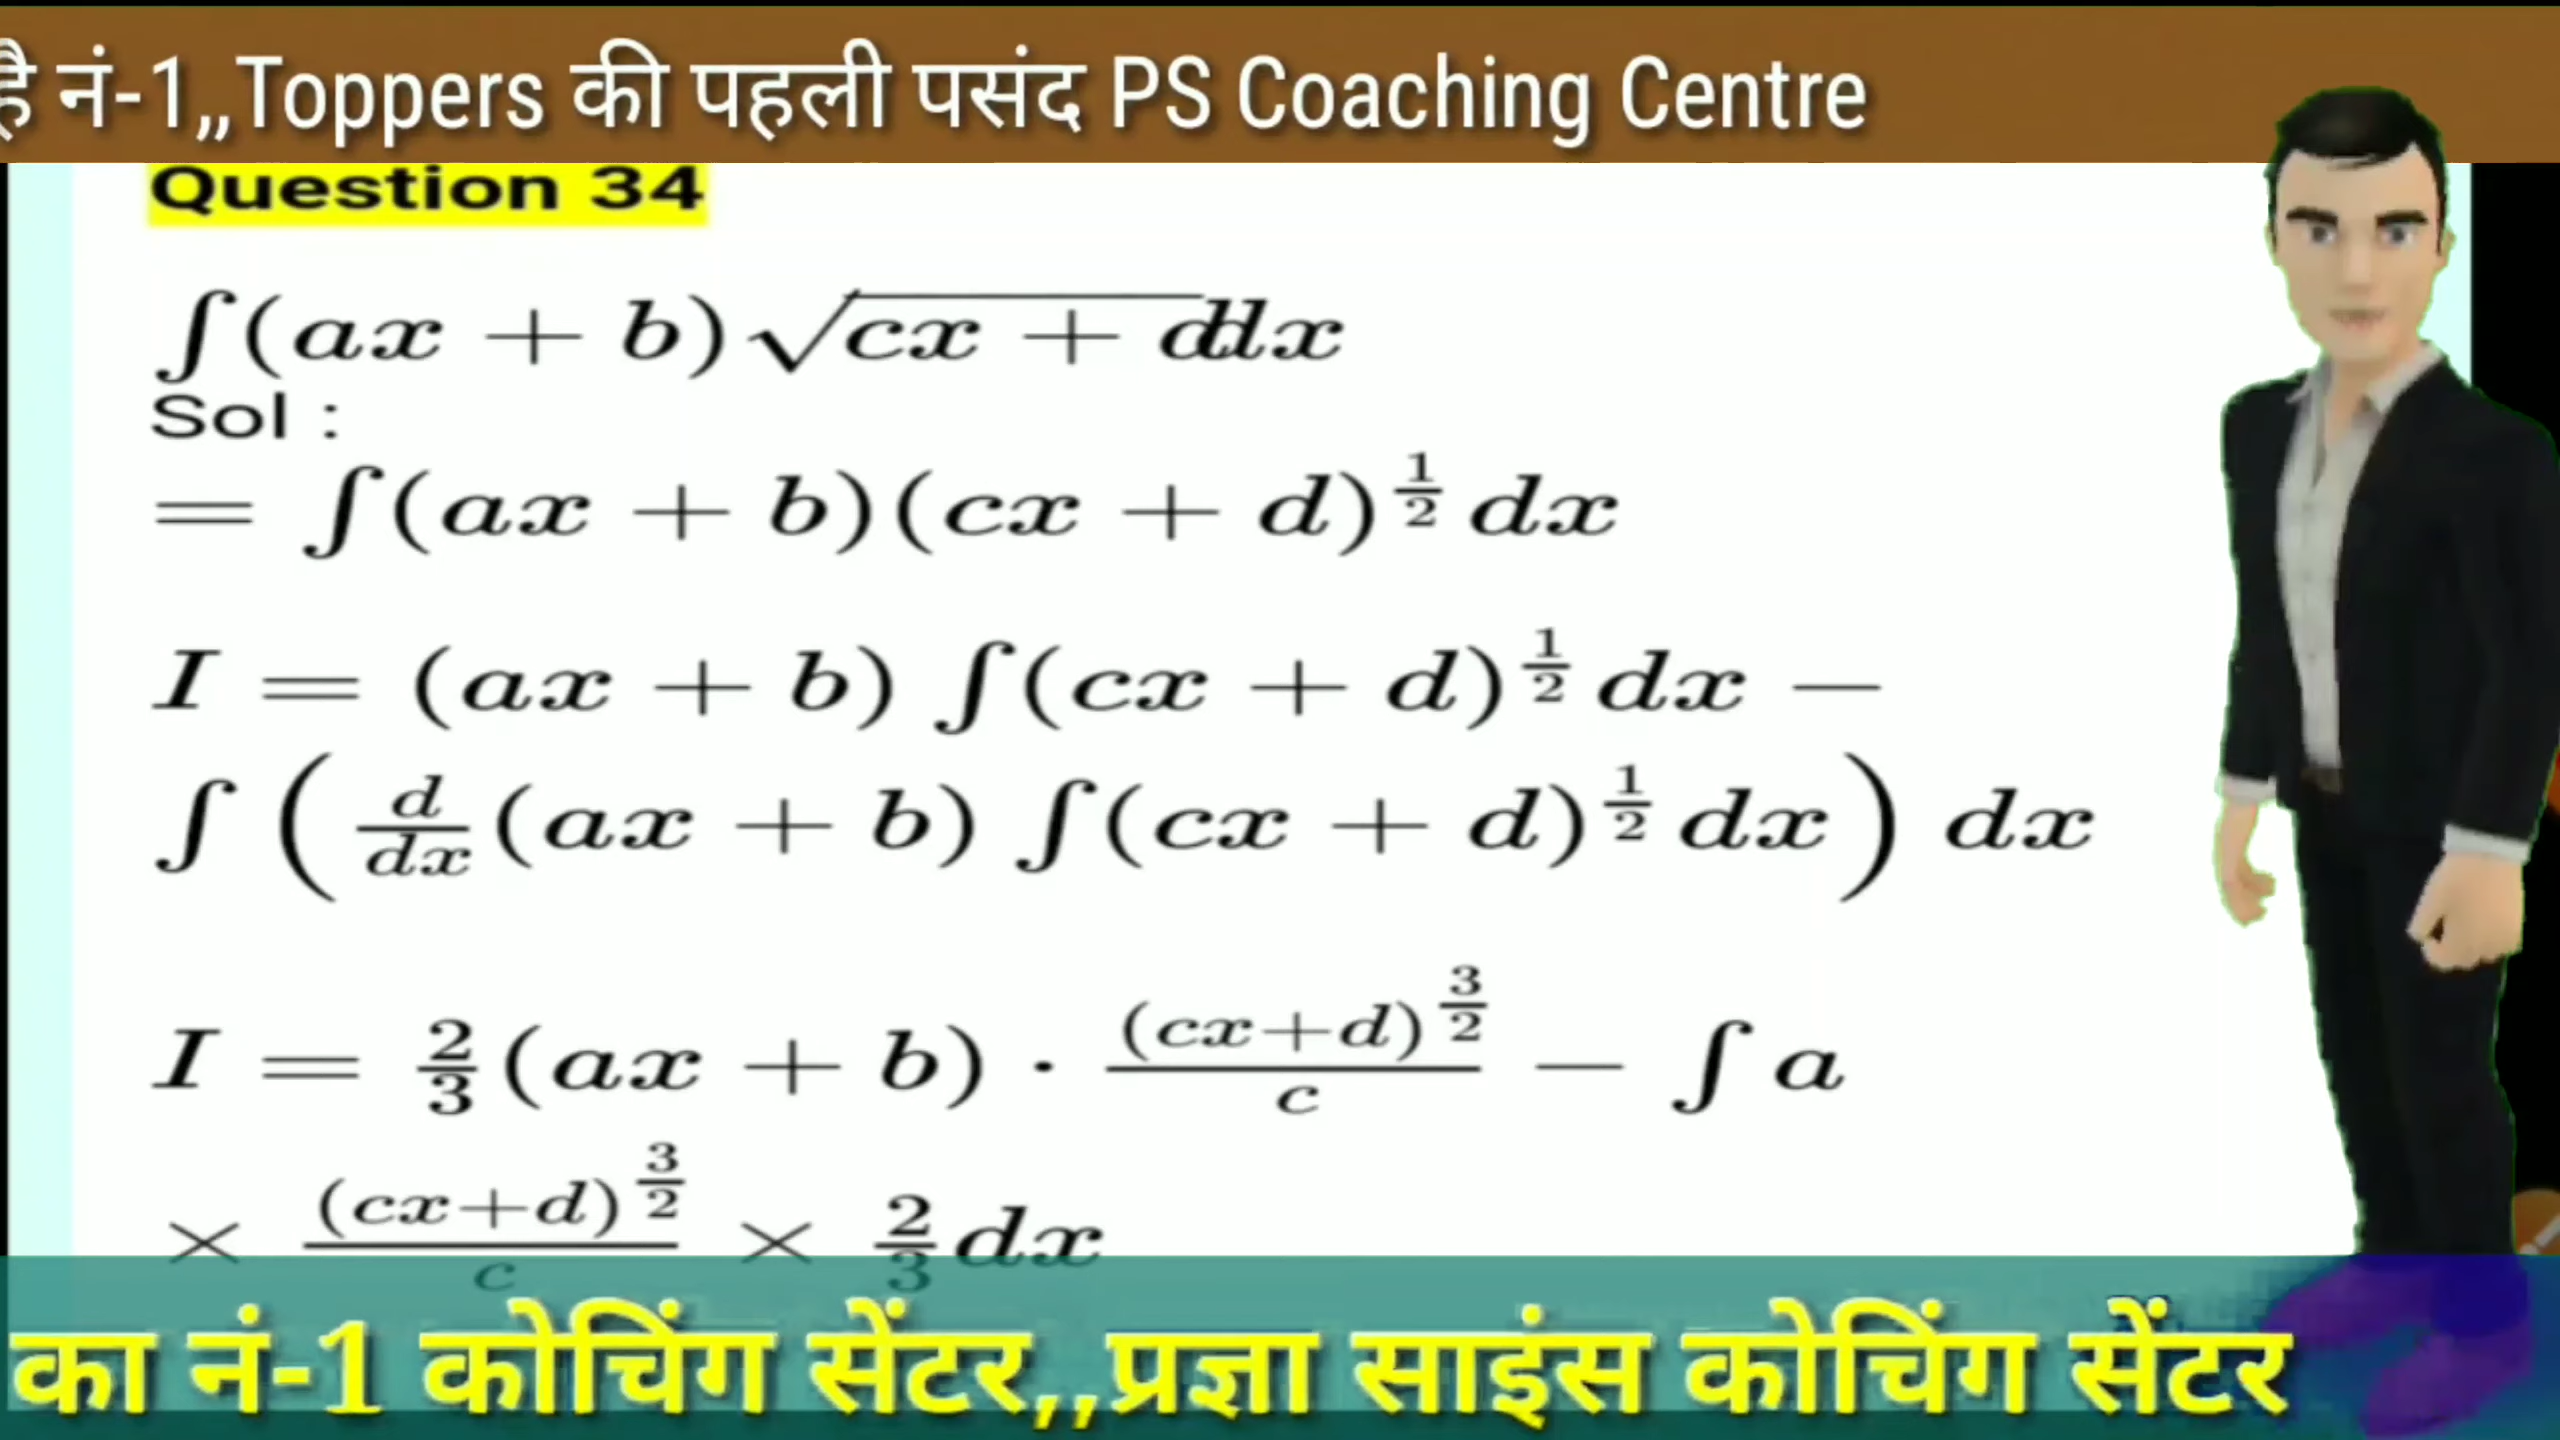 है नं-1,,Toppers की पहली पसंद PS Coaching Centre
Question 34
∫(ax + b)√(cx + d)dx
Sol :
= ∫(ax + b)(cx + d)^{1/2} dx
I = (ax + b) ∫(cx + d)^{1/2} dx −
∫ ( d/dx (ax + b) ∫(cx + d)^{1/2} dx ) dx
I = 2/3 (ax + b) · (cx+d)^{3/2} / c − ∫ a
× (cx+d)^{3/2} / c × 2/3 dx
का नं-1 कोचिंग सेंटर,,प्रज्ञा साइंस कोचिंग सेंटर